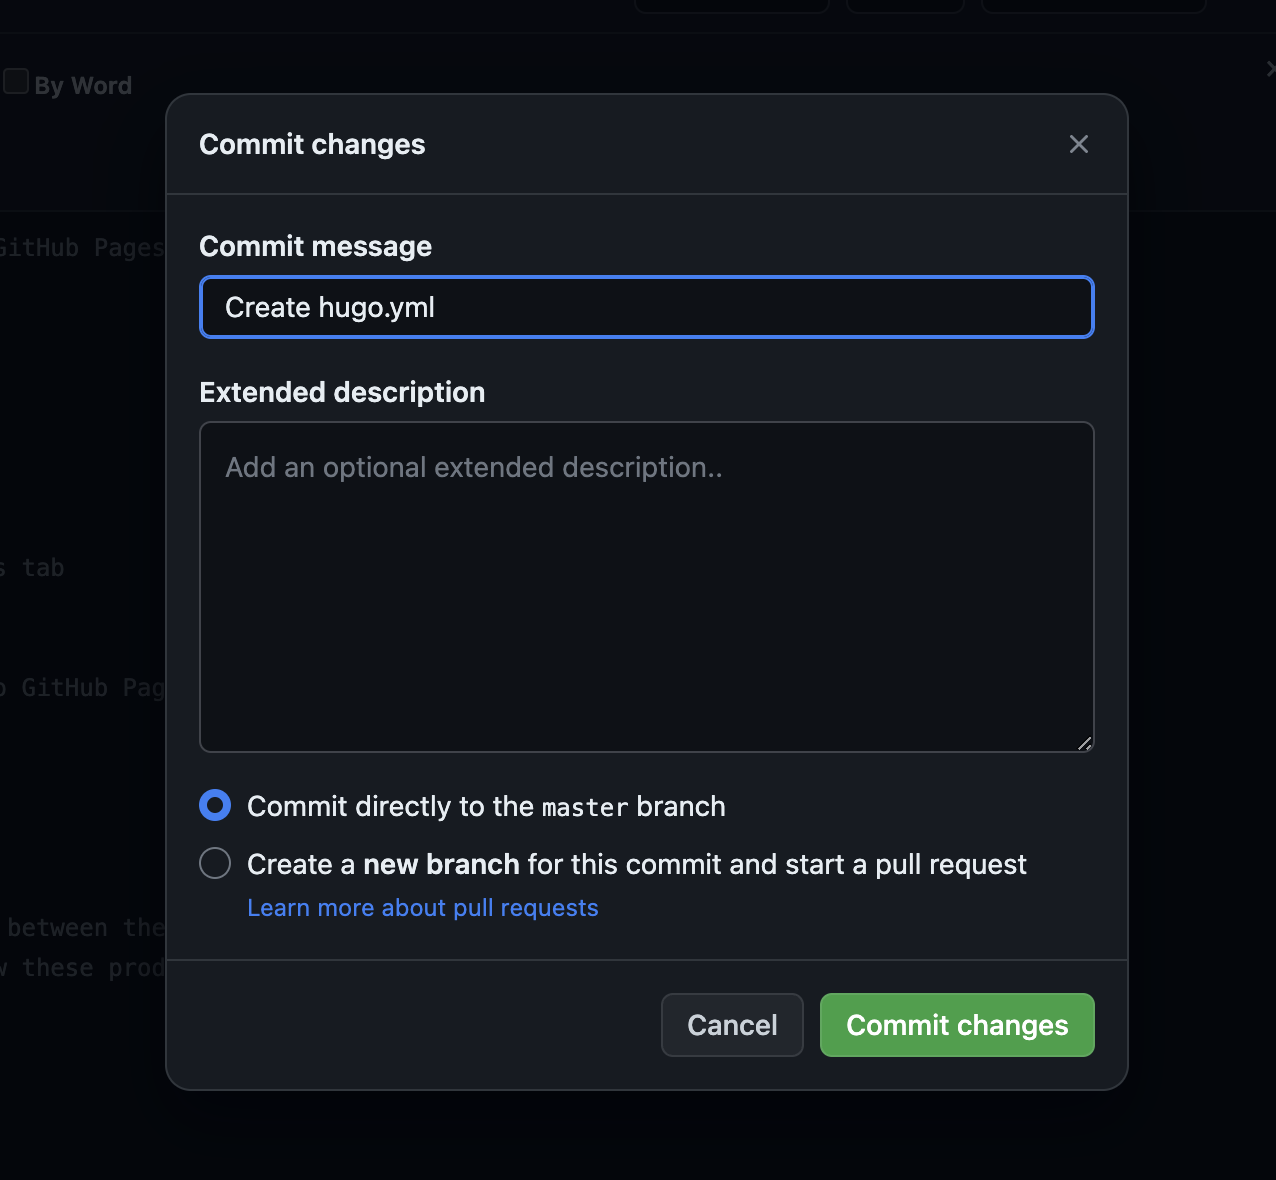 By Word
Commit changes
Commit message
GitHub Pages
Create hugo.yml
Extended description
Add an optional extended description..
s tab
GitHub Pag
Commit directly to the master branch
Create a new branch for this commit and start a pull request
Learn more about pull requests
between the
w these prod
Cancel
Commit changes